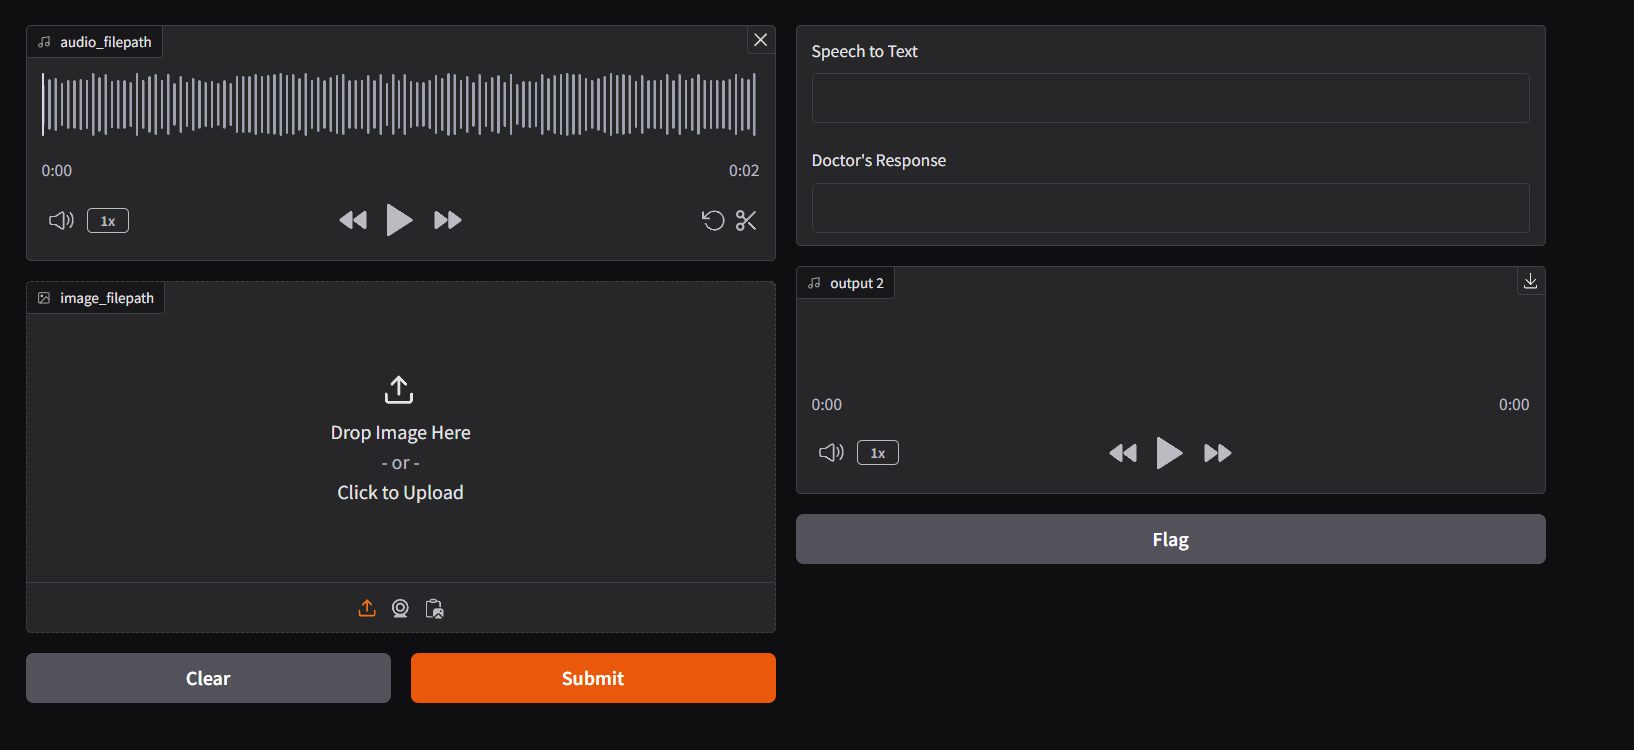 audio_filepath
0:00
0:02
1x
image_filepath
Drop Image Here
- or -
Click to Upload
Clear
Submit
Speech to Text
Doctor's Response
output 2
0:00
0:00
1x
Flag